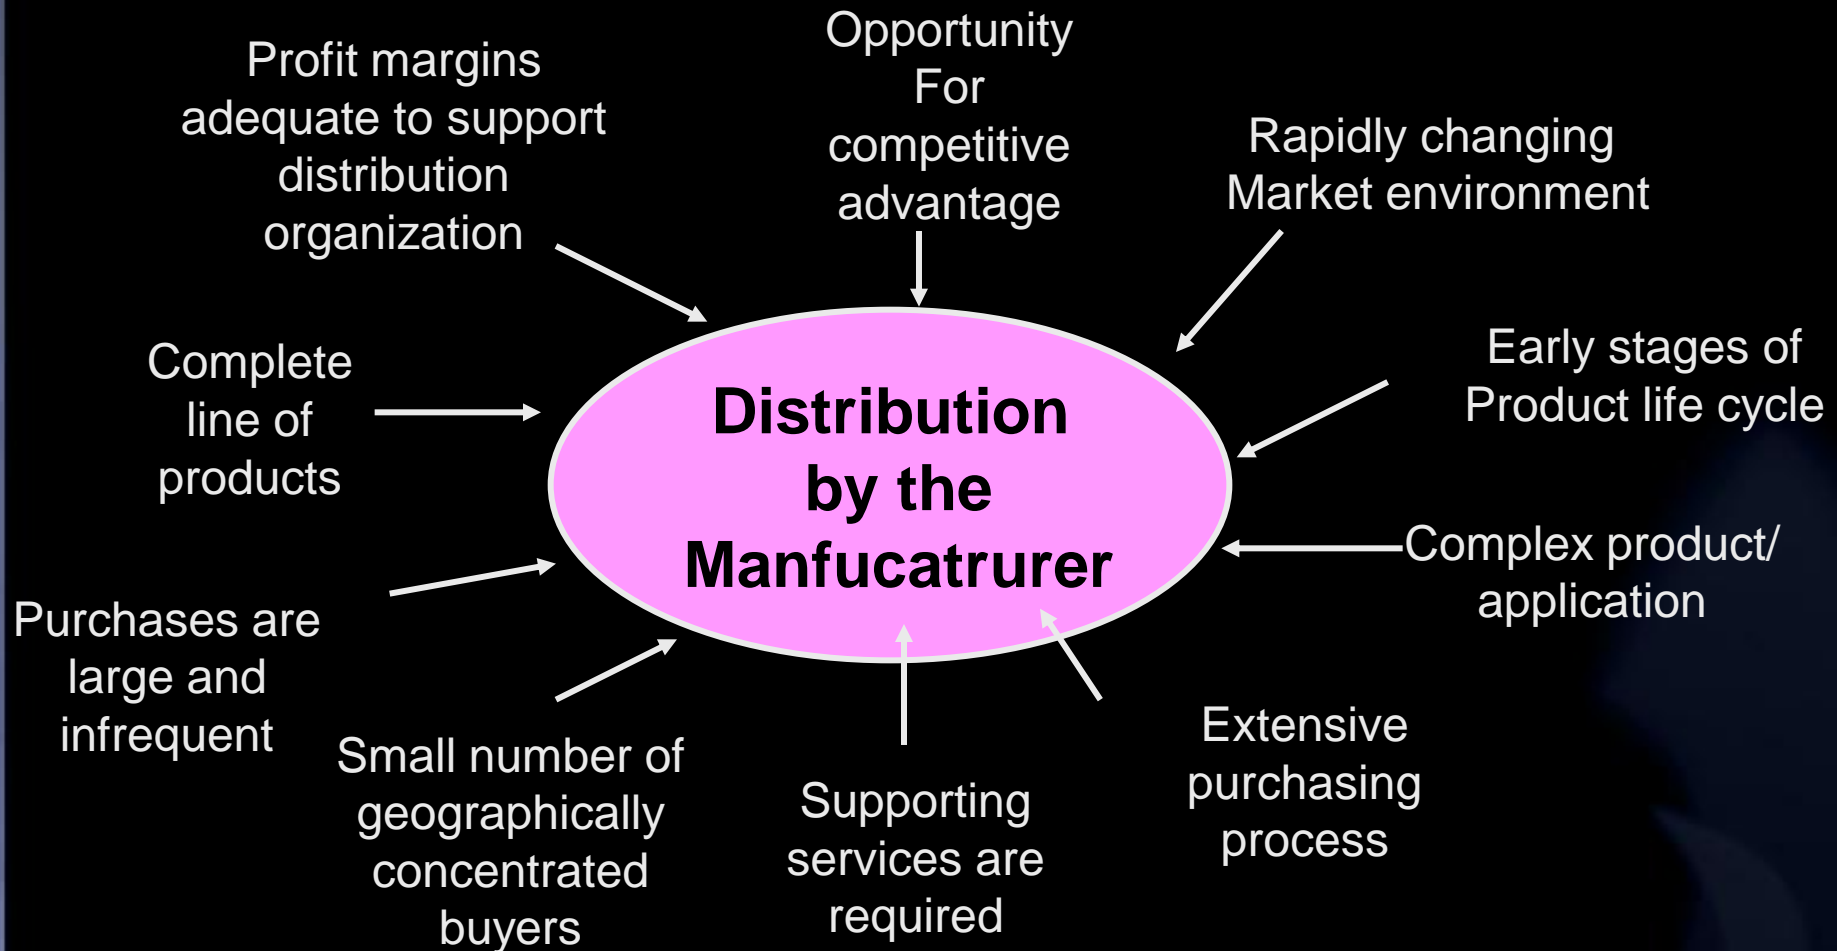 Profit margins
adequate to support
distribution
organization
Opportunity
For
competitive
advantage
Rapidly changing
Market environment
Complete
line of
products
Distribution
by the
Manfucatrurer
Early stages of
Product life cycle
Complex product/
application
Purchases are
large and
infrequent
Small number of
geographically
concentrated
buyers
Supporting
services are
required
Extensive
purchasing
process